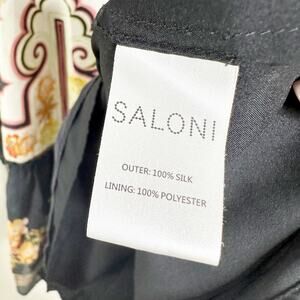 SALONI
OUTER: 100% SILK
LINING: 100% POLYESTER